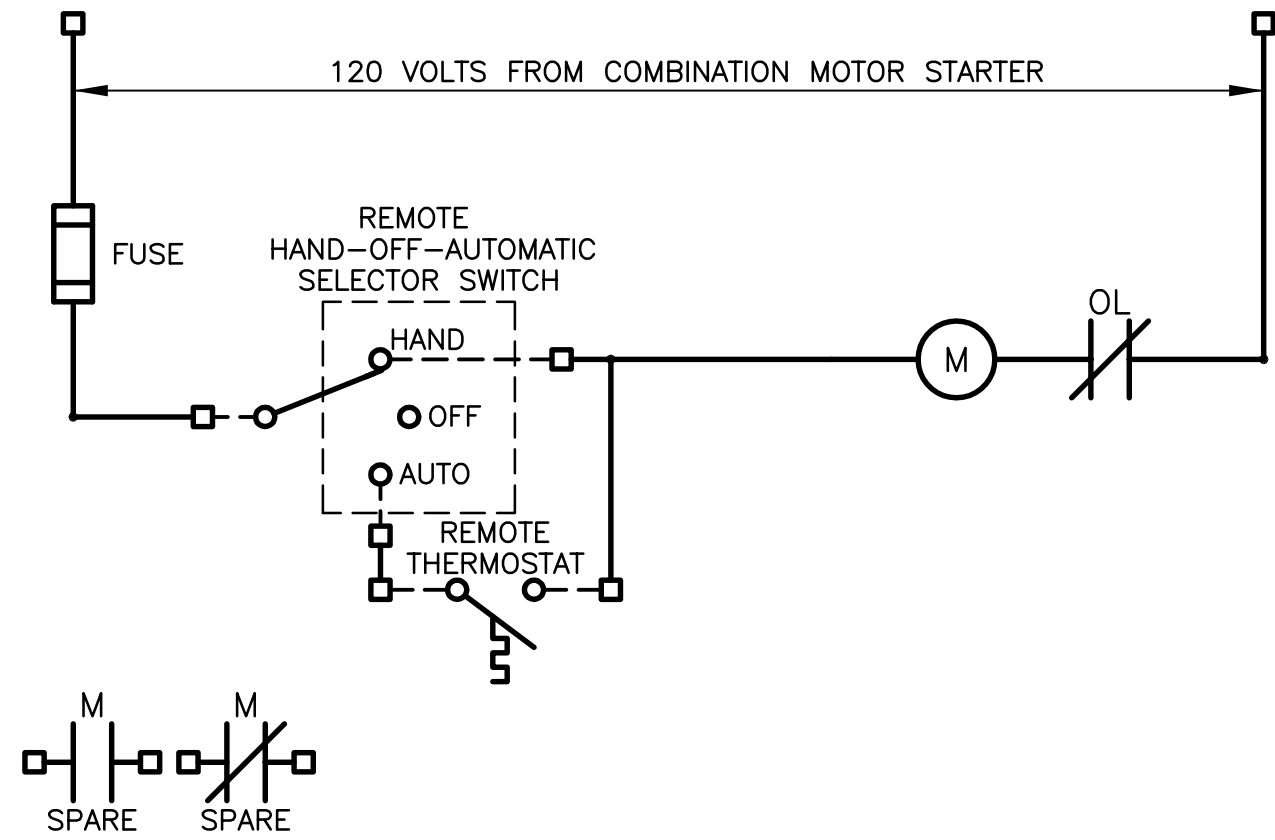 120 VOLTS FROM COMBINATION MOTOR STARTER
FUSE
REMOTE
HAND-OFF-AUTOMATIC
SELECTOR SWITCH
HAND
OFF
AUTO
REMOTE
THERMOSTAT
M
OL
M
SPARE
M
SPARE